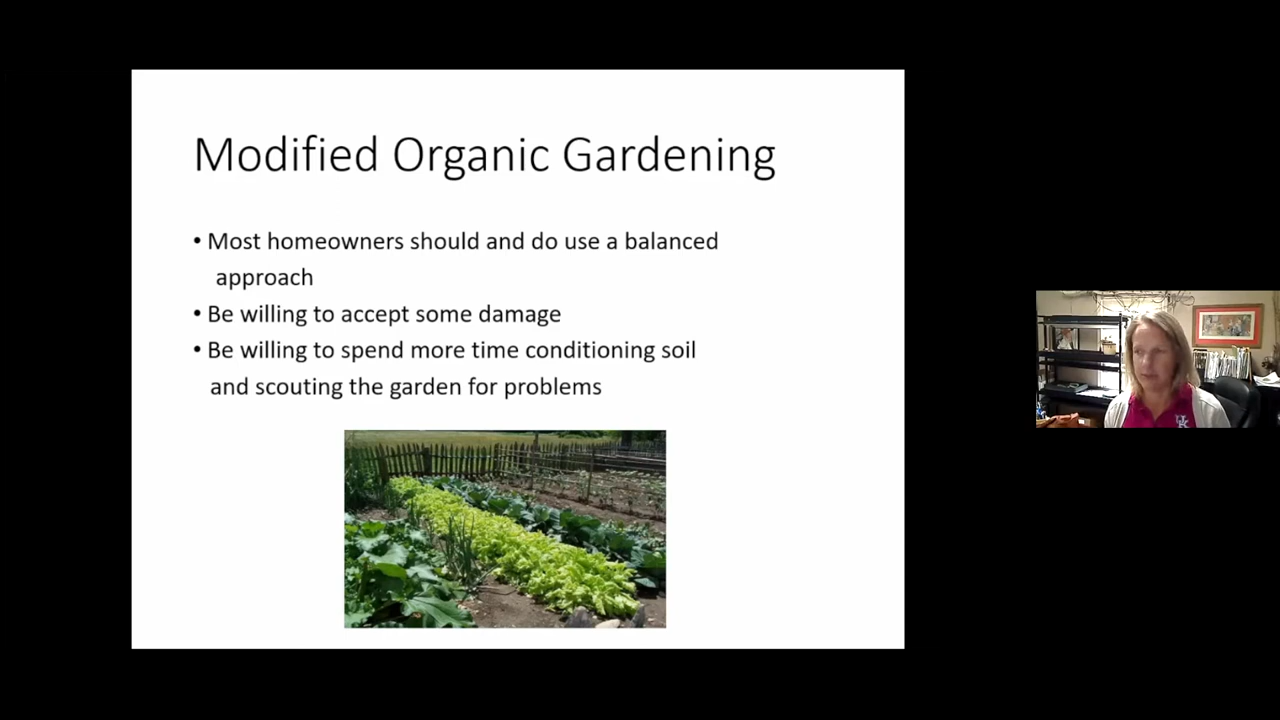 Modified Organic Gardening
• Most homeowners should and do use a balanced
approach
• Be willing to accept some damage
• Be willing to spend more time conditioning soil
and scouting the garden for problems
UK